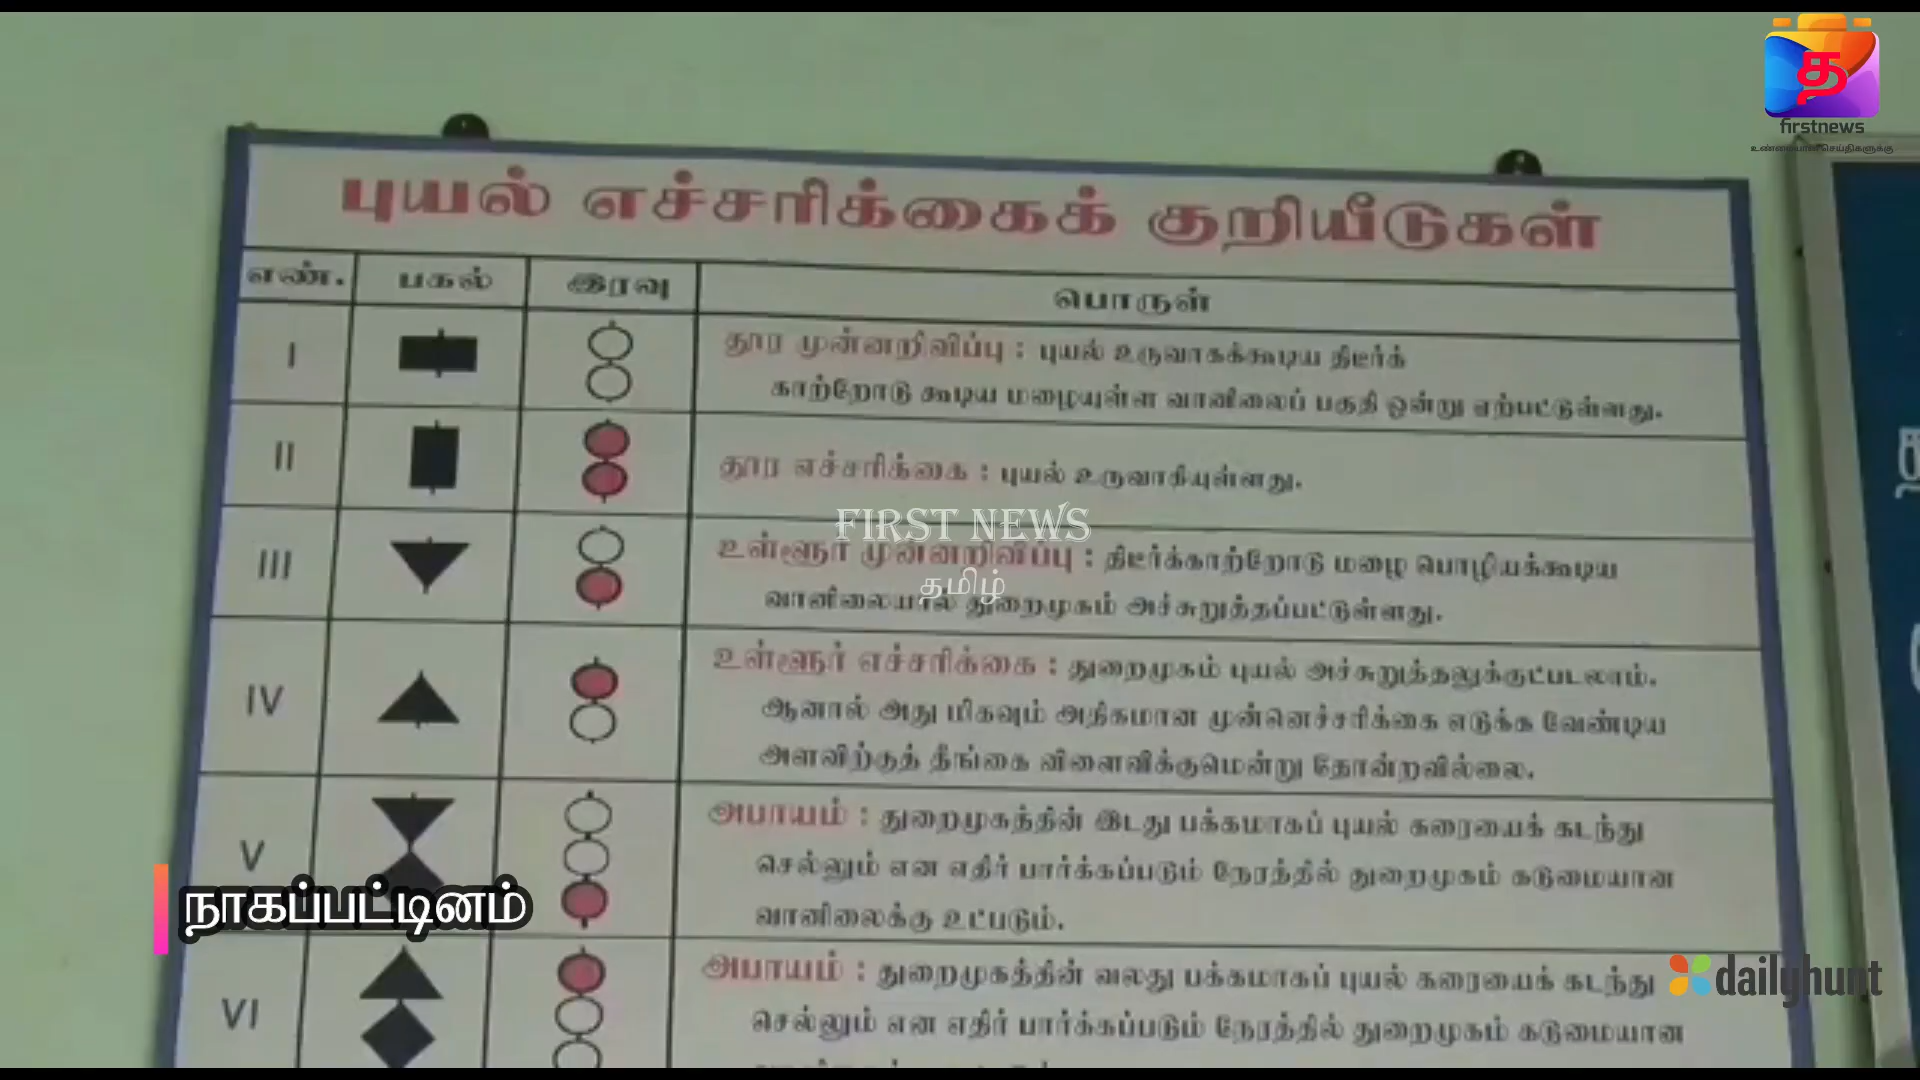 த
firstnews
உண்மையான செய்திகளுக்கு
புயல் எச்சரிக்கைக் குறியீடுகள்
எண். பகல் இரவு பொருள்
I தூர முன்னறிவிப்பு : புயல் உருவாகக்கூடிய திடீர்க்
காற்றோடு கூடிய மழையுள்ள வானிலைப் பகுதி ஒன்று ஏற்பட்டுள்ளது.
II தூர எச்சரிக்கை : புயல் உருவாகியுள்ளது.
FIRST NEWS
தமிழ்
III உள்ளூர் முன்னறிவிப்பு : திடீர்க்காற்றோடு மழை பொழியக்கூடிய
வானிலையால் துறைமுகம் அச்சுறுத்தப்பட்டுள்ளது.
IV உள்ளூர் எச்சரிக்கை : துறைமுகம் புயல் அச்சுறுத்தலுக்குட்படலாம்.
ஆனால் அது மிகவும் அதிகமான முன்னெச்சரிக்கை எடுக்க வேண்டிய
அளவிற்குத் தீங்கை விளைவிக்குமென்று தோன்றவில்லை.
V அபாயம் : துறைமுகத்தின் இடது பக்கமாகப் புயல் கரையைக் கடந்து
செல்லும் என எதிர் பார்க்கப்படும் நேரத்தில் துறைமுகம் கடுமையான
வானிலைக்கு உட்படும்.
நாகப்பட்டினம்
VI அபாயம் : துறைமுகத்தின் வலது பக்கமாகப் புயல் கரையைக் கடந்து
செல்லும் என எதிர் பார்க்கப்படும் நேரத்தில் துறைமுகம் கடுமையான
dailyhunt